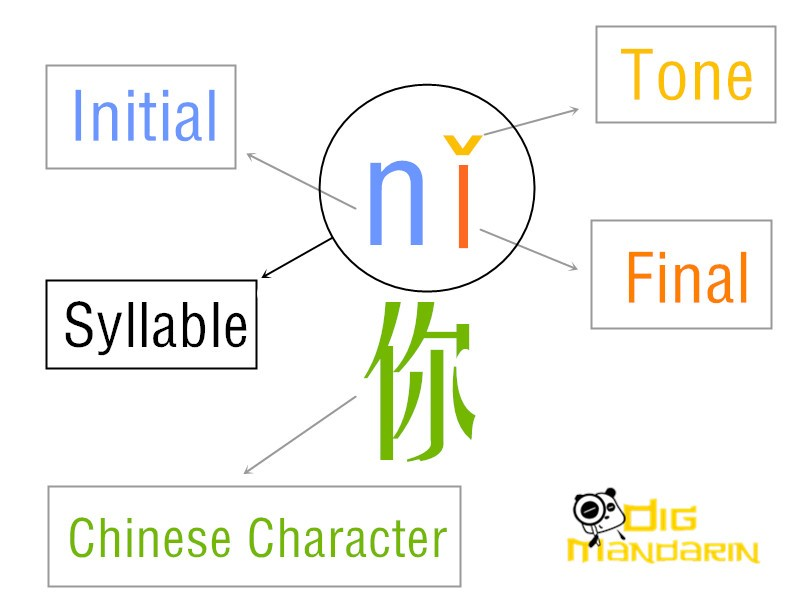 Tone
Initial
nǐ
Final
Syllable
你
Chinese Character
DIG
MANDARIN